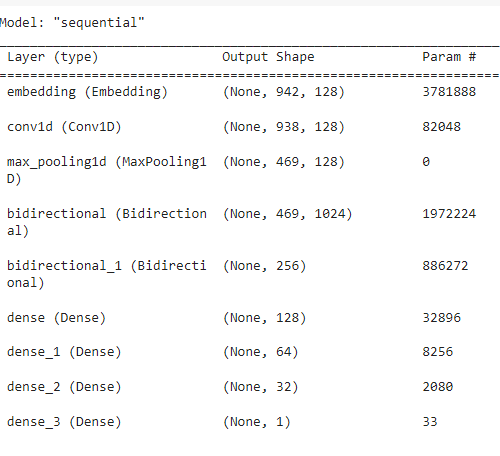 Model: "sequential"
Layer (type) Output Shape Param #
embedding (Embedding) (None, 942, 128) 3781888
conv1d (Conv1D) (None, 938, 128) 82048
max_pooling1d (MaxPooling1 (None, 469, 128) 0
D)
bidirectional (Bidirection (None, 469, 1024) 1972224
al)
bidirectional_1 (Bidirecti (None, 256) 886272
onal)
dense (Dense) (None, 128) 32896
dense_1 (Dense) (None, 64) 8256
dense_2 (Dense) (None, 32) 2080
dense_3 (Dense) (None, 1) 33